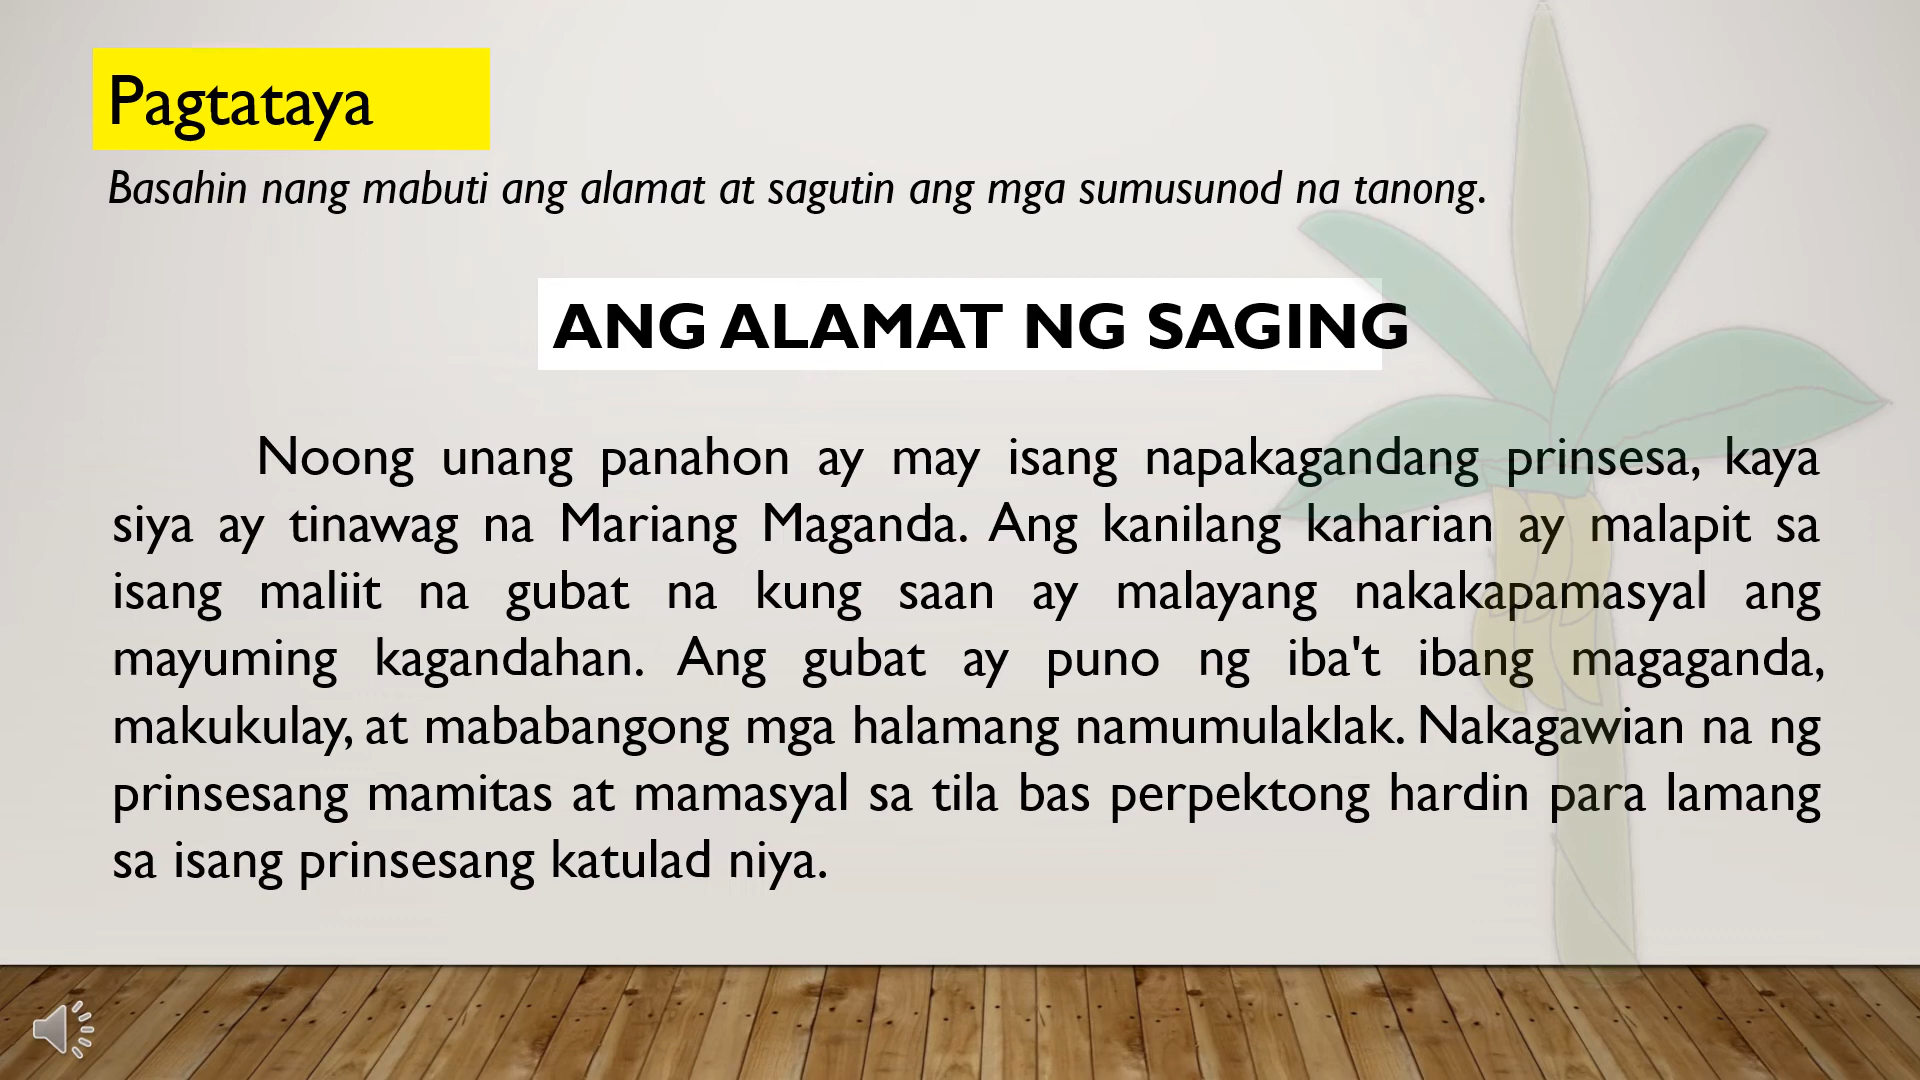 Pagtataya
Basahin nang mabuti ang alamat at sagutin ang mga sumusunod na tanong.
ANG ALAMAT NG SAGING
Noong unang panahon ay may isang napakagandang prinsesa, kaya
siya ay tinawag na Mariang Maganda. Ang kanilang kaharian ay malapit sa
isang maliit na gubat na kung saan ay malayang nakakapamasyal ang
mayuming kagandahan. Ang gubat ay puno ng iba't ibang magaganda,
makukulay, at mababangong mga halamang namumulaklak. Nakagawian na ng
prinsesang mamitas at mamasyal sa tila bas perpektong hardin para lamang
sa isang prinsesang katulad niya.